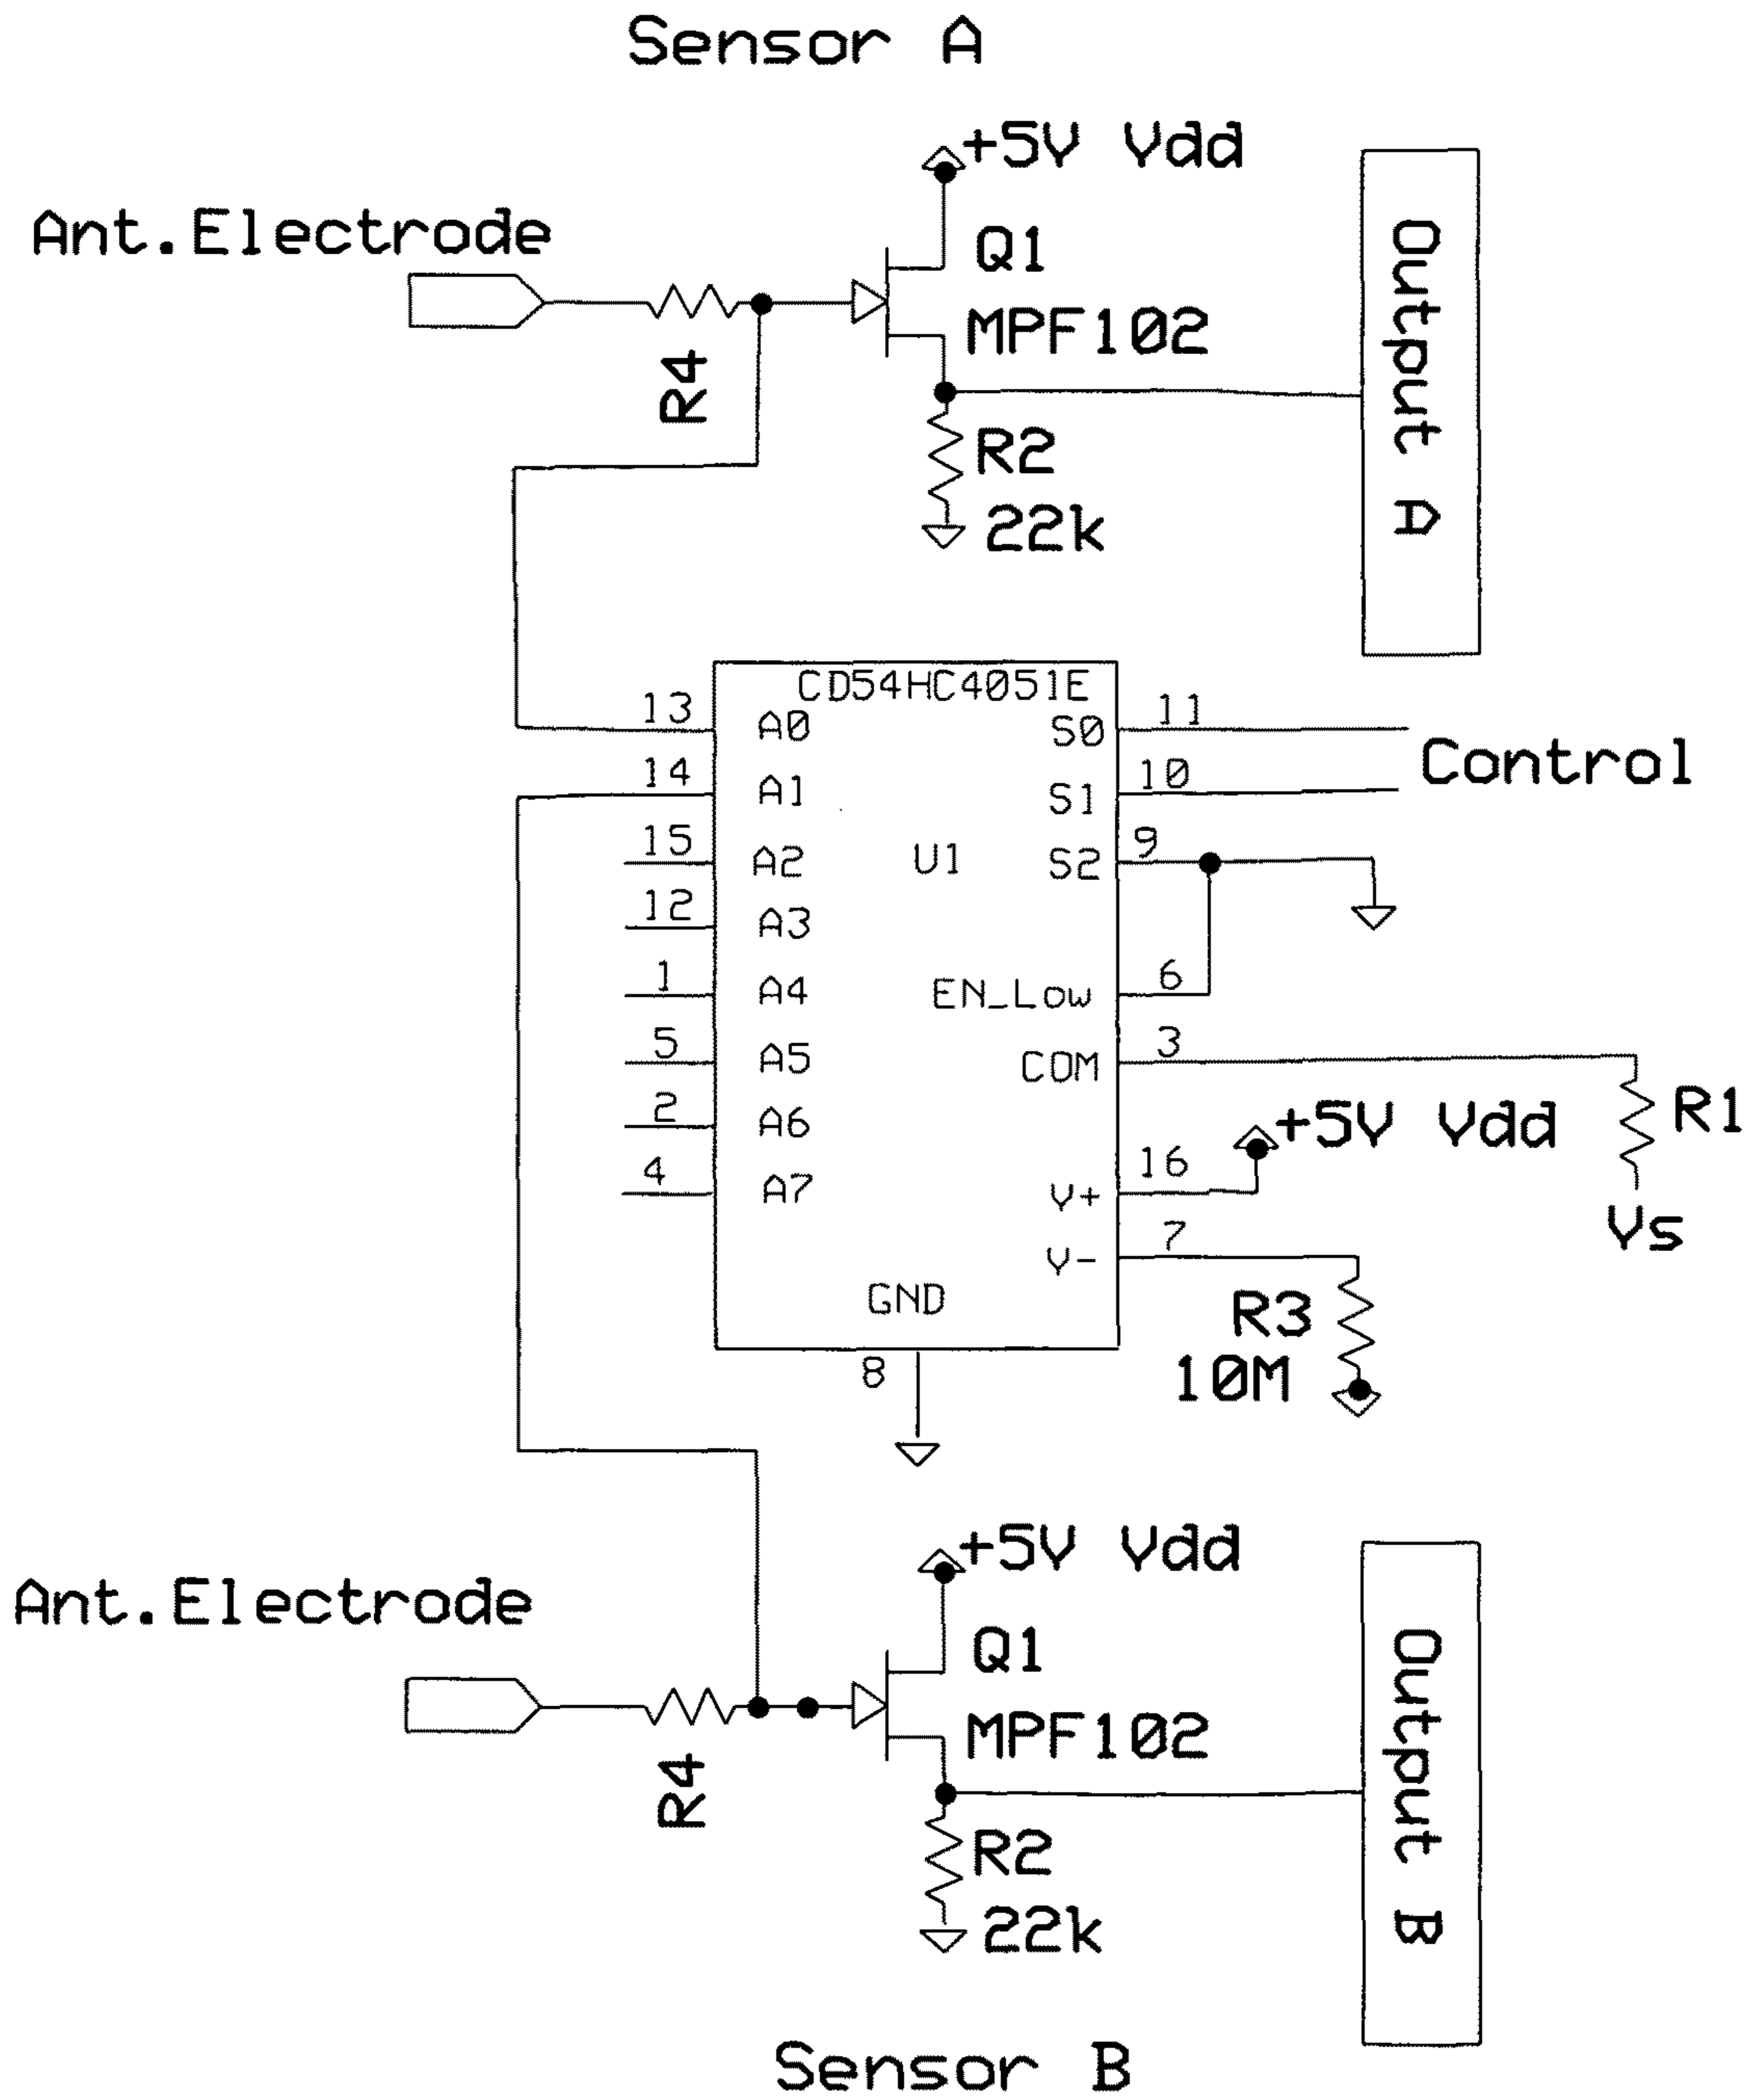 Sensor A
+5V Vdd
Ant.Electrode
Q1
MPF102
R4
R2
22k
Output A
CD54HC4051E
13 A0 S0 11
Control
14 A1 S1 10
15 A2 U1 S2 9
12 A3
1 A4 EN_Low 6
5 A5 COM 3
R1
2 A6 +5V Vdd
4 A7 V+ 16
Vs
V- 7
GND R3
10M
8
+5V Vdd
Ant.Electrode
Q1
MPF102
R4
R2
22k
Output B
Sensor B